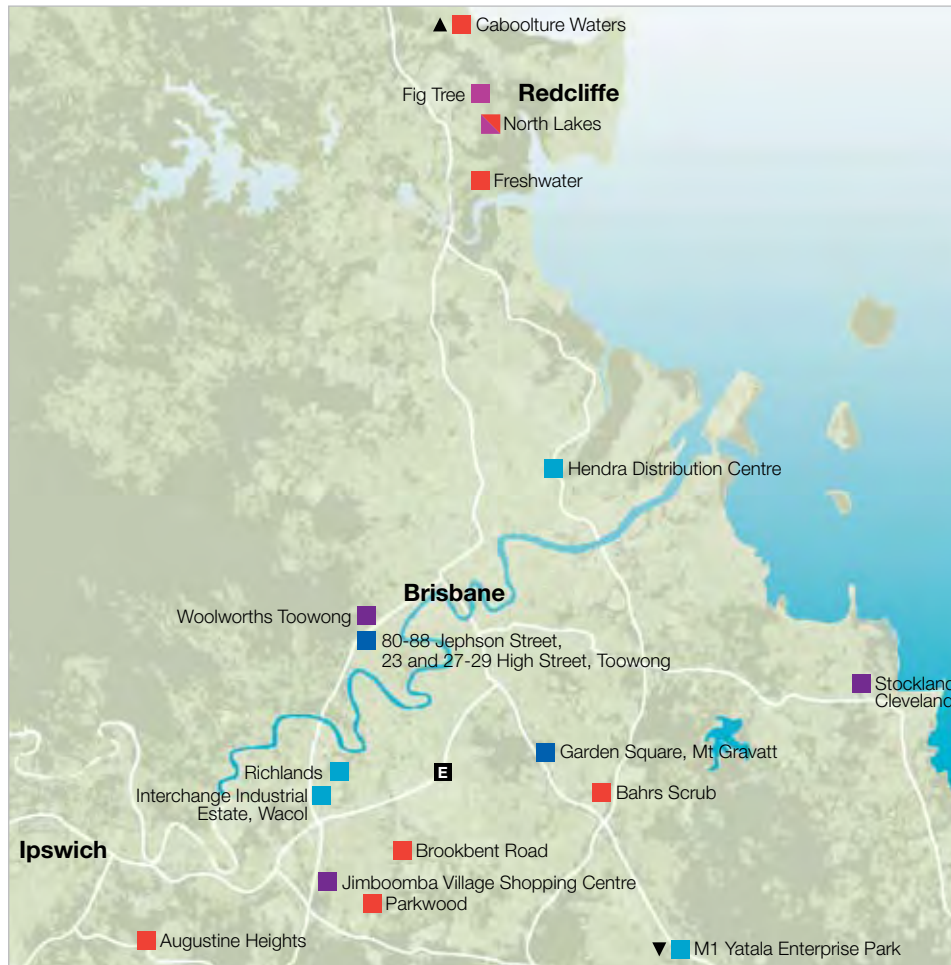 ▲ Caboolture Waters
Fig Tree
Redcliffe
North Lakes
Freshwater
Hendra Distribution Centre
Brisbane
Woolworths Toowong
80-88 Jephson Street,
23 and 27-29 High Street, Toowong
Stockland
Cleveland
Garden Square, Mt Gravatt
Richlands
E
Interchange Industrial
Estate, Wacol
Bahrs Scrub
Ipswich
Brookbent Road
Jimboomba Village Shopping Centre
Parkwood
Augustine Heights
▼ M1 Yatala Enterprise Park